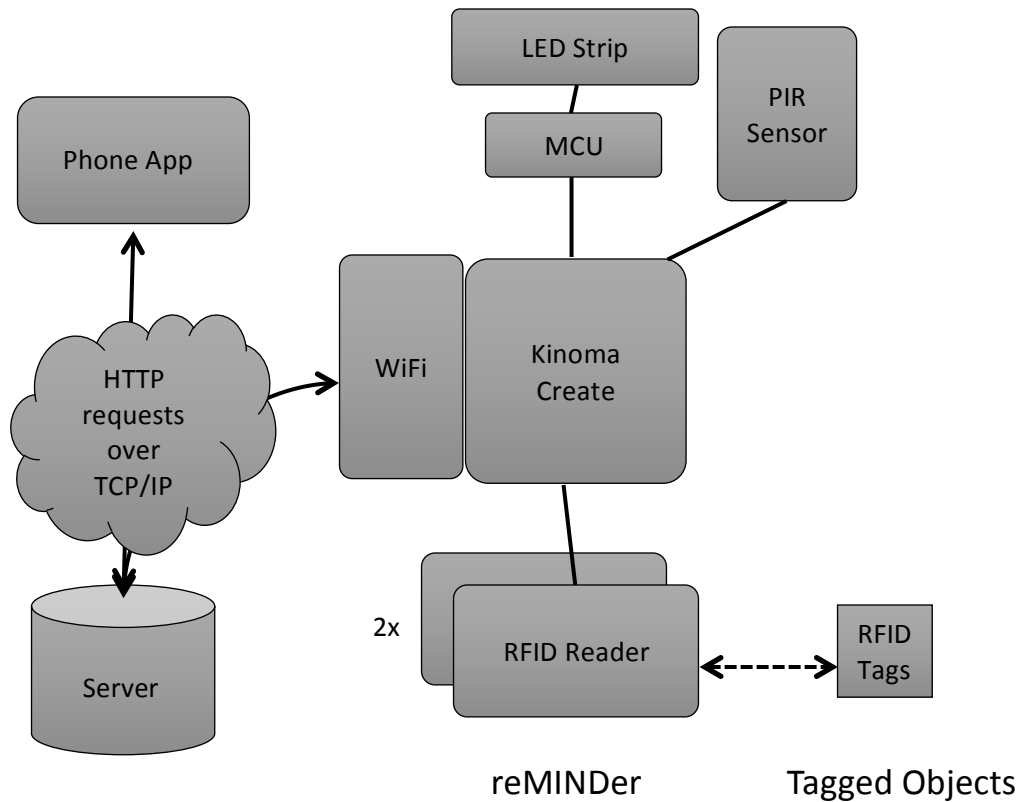 LED Strip
PIR
Sensor
MCU
Phone App
HTTP
requests
over
TCP/IP
WiFi
Kinoma
Create
2x
RFID Reader
RFID
Tags
Server
reMINDer
Tagged Objects